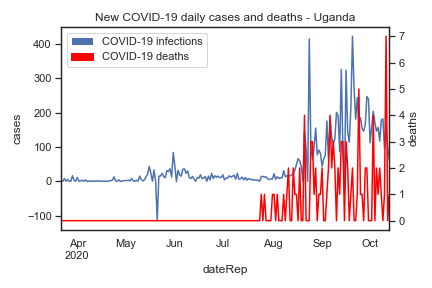 New COVID-19 daily cases and deaths - Uganda
COVID-19 infections
COVID-19 deaths
400
300
200
100
0
−100
cases
7
6
5
4
3
2
1
0
deaths
Apr May Jun Jul Aug Sep Oct
2020
dateRep